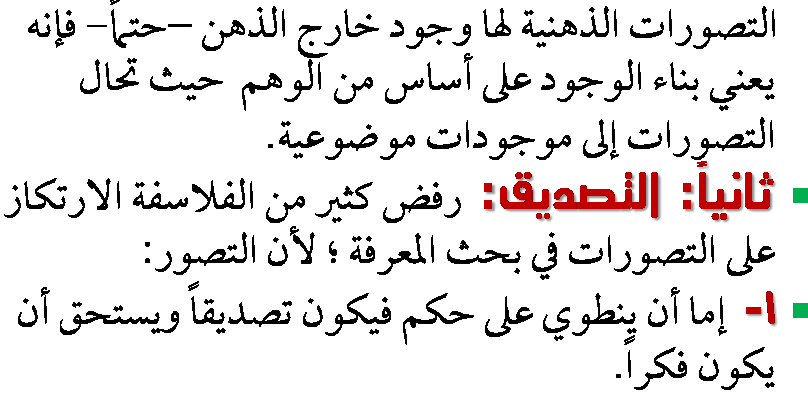 التصورات الذهنية لها وجود خارج الذهن –حتماً– فإنه
يعني بناء الوجود على أساس من الوهم حيث تحال
التصورات إلى موجودات موضوعية.
ثانياً: التصديق: رفض كثير من الفلاسفة الارتكاز
على التصورات في بحث المعرفة ؛ لأن التصور:
١- إما أن ينطوي على حكم فيكون تصديقاً ويستحق أن
يكون فكراً.